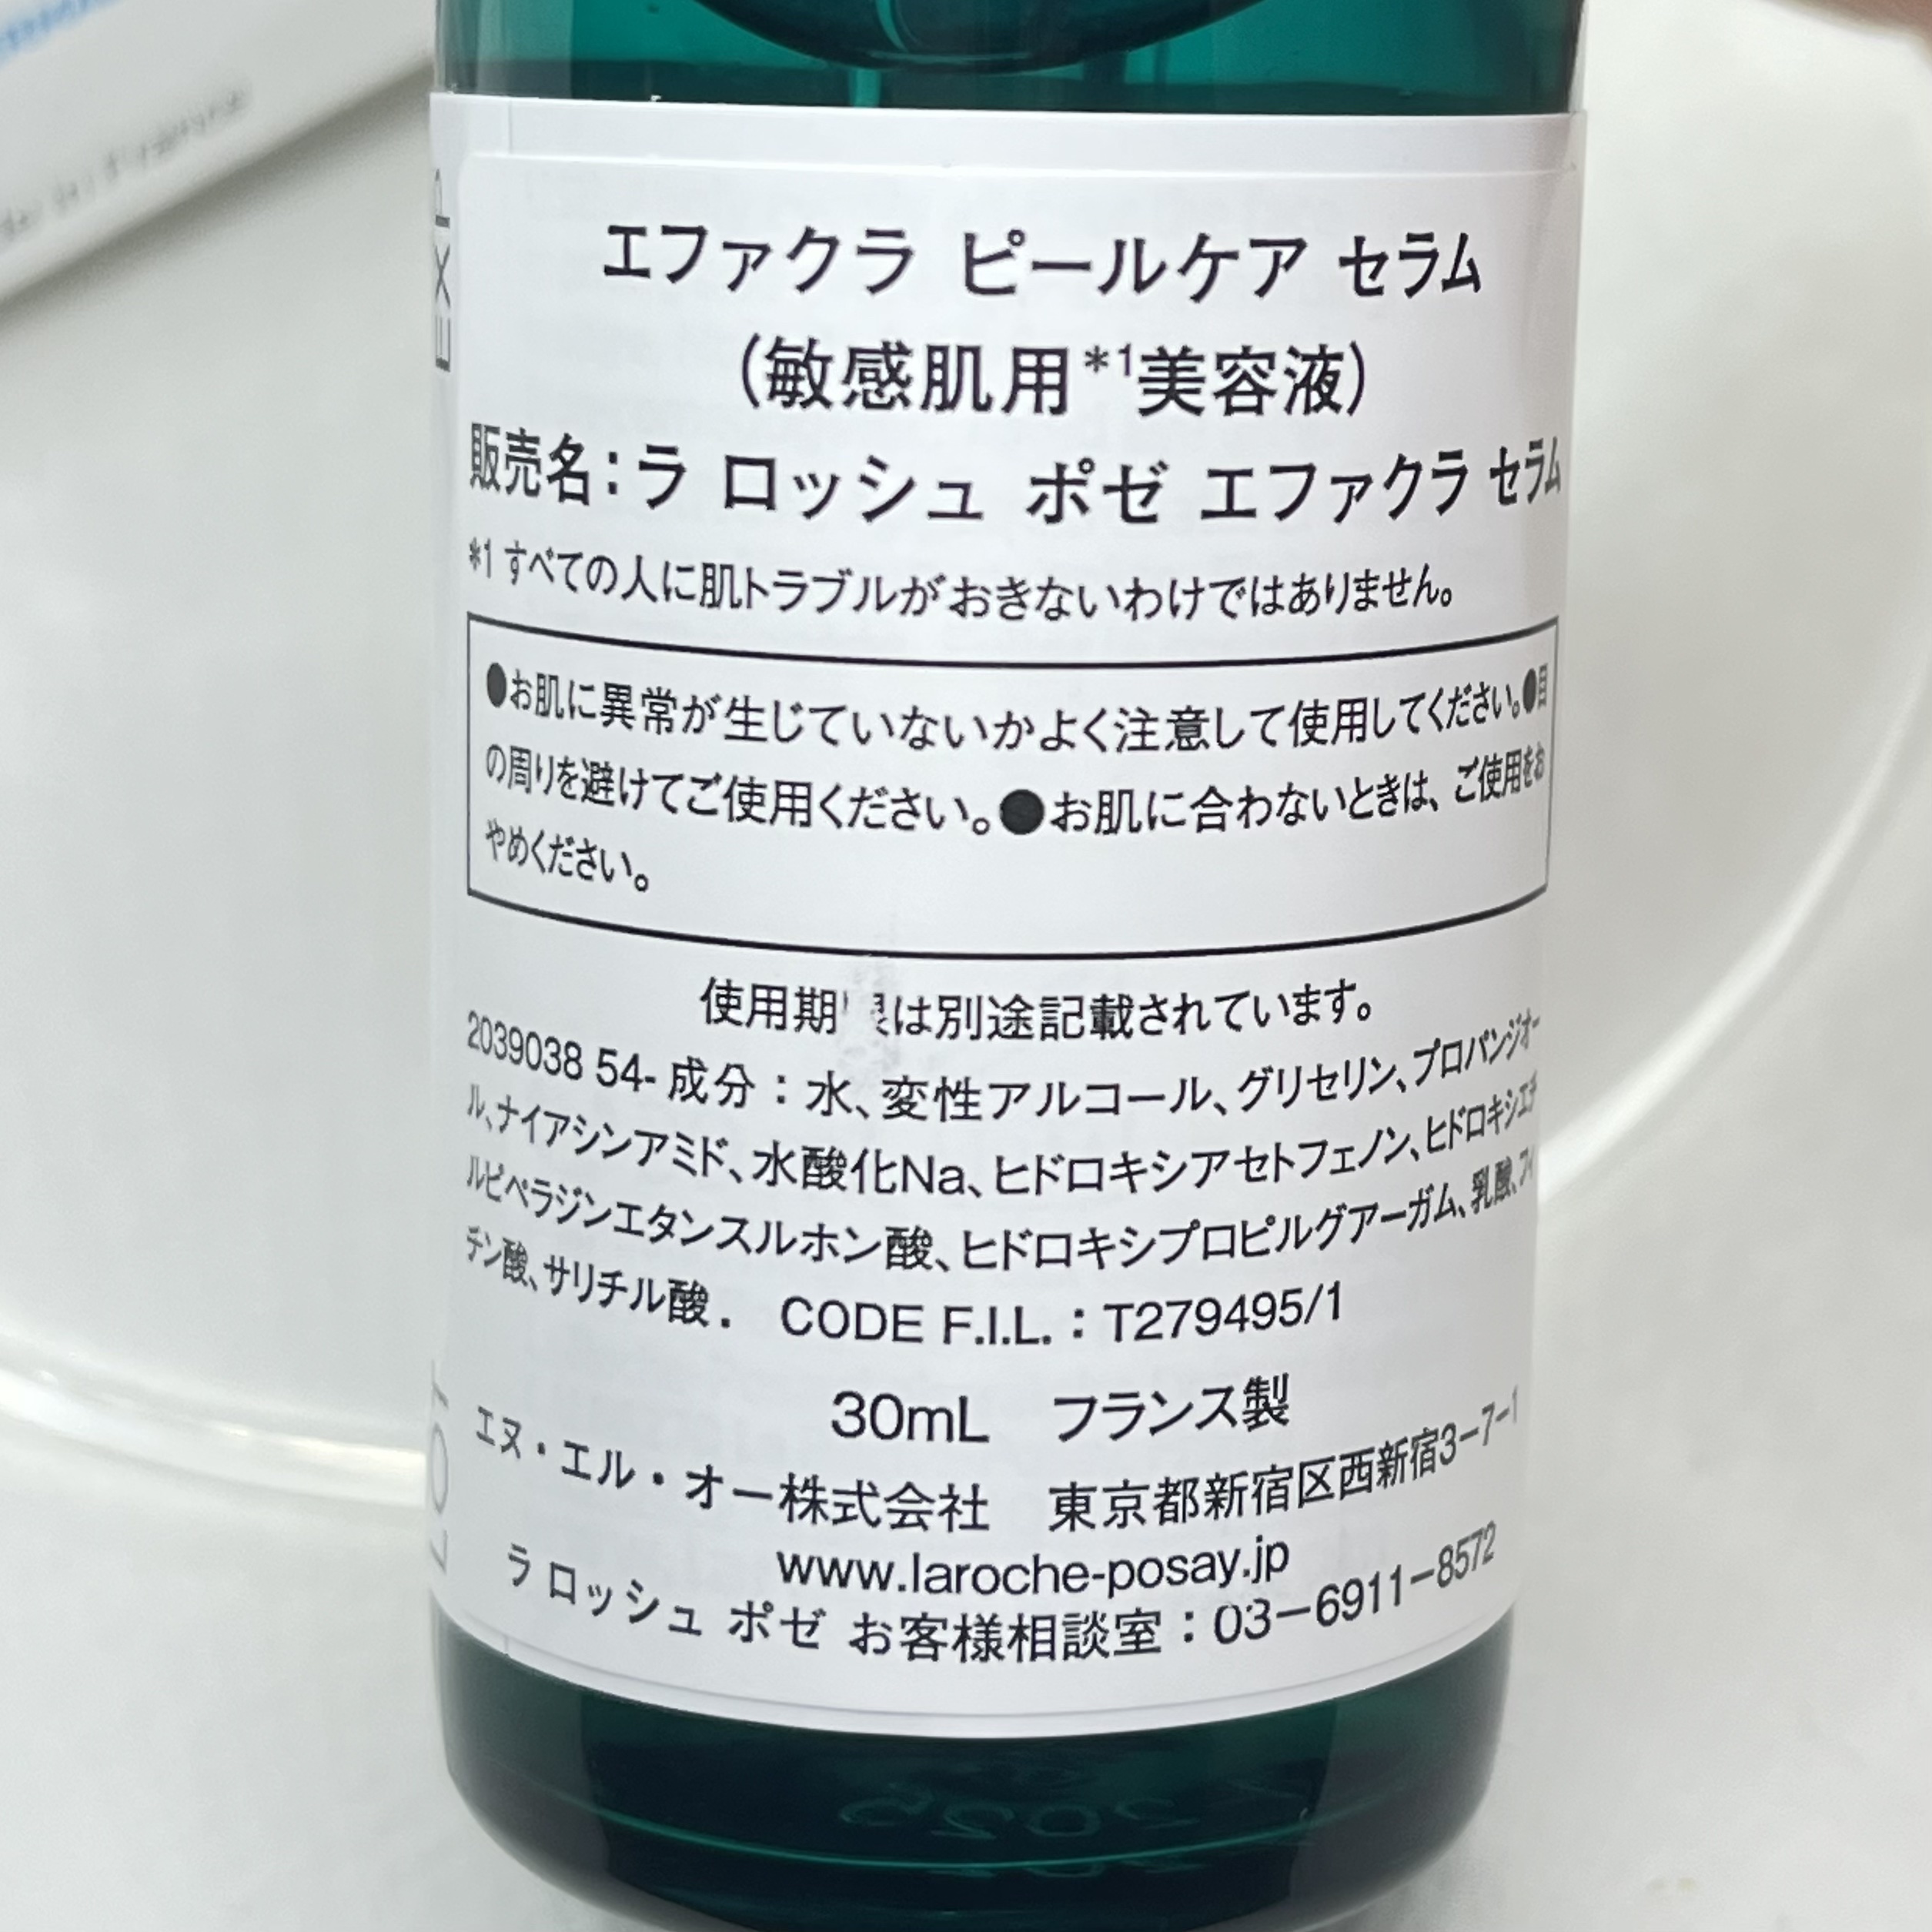 エファクラ ピールケア セラム
(敏感肌用*1美容液)
販売名：ラ ロッシュ ポゼ エファクラ セラム
*1 すべての人に肌トラブルがおきないわけではありません。
●お肌に異常が生じていないかよく注意して使用してください。●目
の周りを避けてご使用ください。●お肌に合わないときは、ご使用をお
やめください。
使用期限は別途記載されています。
2039038 54- 成分：水、変性アルコール、グリセリン、プロパンジオー
ル、ナイアシンアミド、水酸化Na、ヒドロキシアセトフェノン、ヒドロキシエチ
ルピペラジンエタンスルホン酸、ヒドロキシプロピルグアーガム、乳酸、フィ
チン酸、サリチル酸． CODE F.I.L.：T279495/1
30mL フランス製
エヌ・エル・オー株式会社 東京都新宿区西新宿3−7−1
www.laroche-posay.jp
ラ ロッシュ ポゼ お客様相談室：03−6911−8572
EXP
LOT